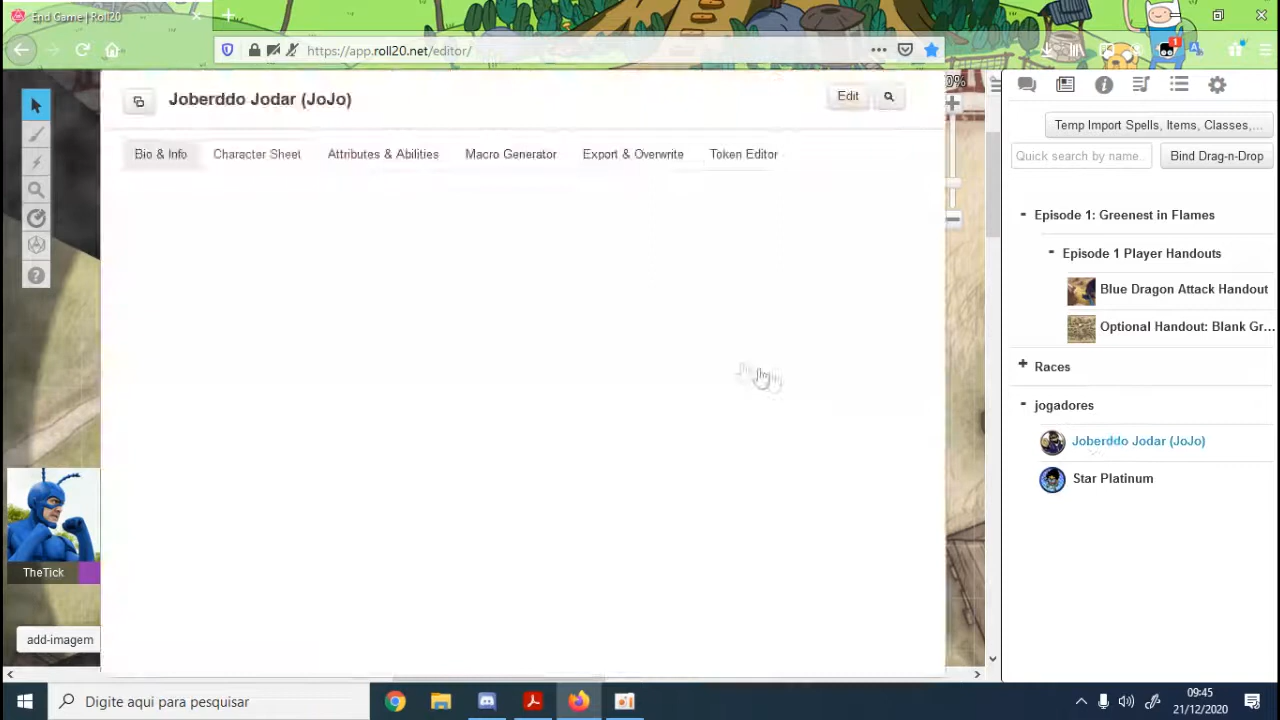 End Game | Roll20
https://app.roll20.net/editor/
1
Joberddo Jodar (JoJo)
Edit
Bio & Info
Character Sheet
Attributes & Abilities
Macro Generator
Export & Overwrite
Token Editor
0%
Temp Import Spells, Items, Classes,...
Quick search by name..
Bind Drag-n-Drop
Episode 1: Greenest in Flames
Episode 1 Player Handouts
Blue Dragon Attack Handout
Optional Handout: Blank Gr...
Races
jogadores
Joberddo Jodar (JoJo)
Star Platinum
TheTick
add-imagem
Digite aqui para pesquisar
09:45
21/12/2020